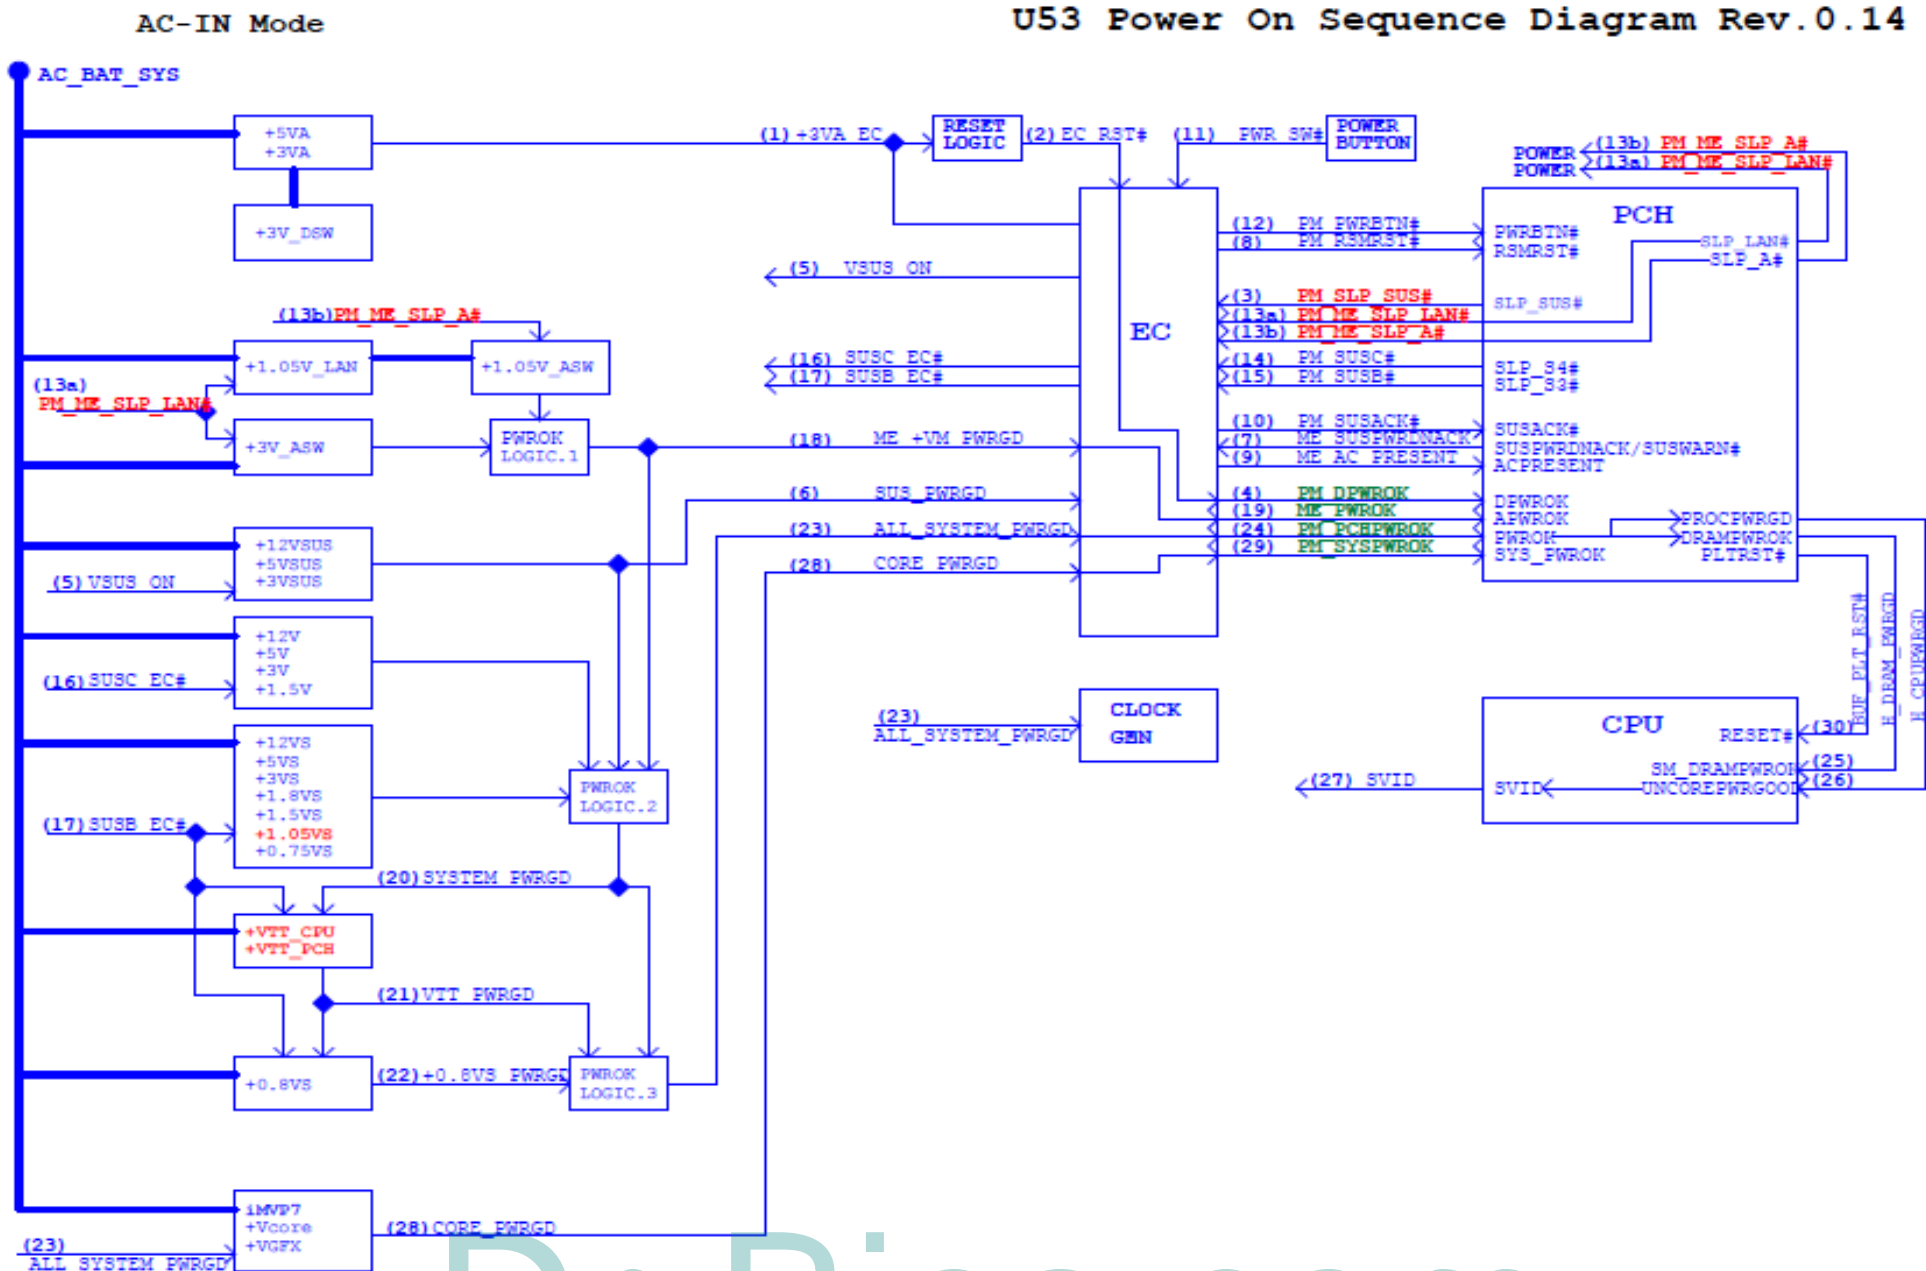 AC-IN Mode
U53 Power On Sequence Diagram Rev.0.14
AC_BAT_SYS
+5VA
+3VA
+3V_DSW
(1) +3VA_EC
RESET
LOGIC
(2) EC_RST#
(11) PWR_SW#
POWER
BUTTON
POWER
(13b) PM_ME_SLP_A#
POWER
(13a) PM_ME_SLP_LAN#
EC
(5) VSUS_ON
(16) SUSC_EC#
(17) SUSB_EC#
(12) PM_PWRBTN#
(8) PM_RSMRST#
(3) PM_SLP_SUS#
(13a) PM_ME_SLP_LAN#
(13b) PM_ME_SLP_A#
(14) PM_SUSC#
(15) PM_SUSB#
(10) PM_SUSACK#
(7) ME_SUSPWRDNACK
(9) ME_AC_PRESENT
(4) PM_DPWROK
(19) ME_PWROK
(24) PM_PCHPWROK
(29) PM_SYSPWROK
PCH
PWRBTN#
RSMRST#
SLP_LAN#
SLP_A#
SLP_SUS#
SLP_S4#
SLP_S3#
SUSACK#
SUSPWRDNACK/SUSWARN#
ACPRESENT
DPWROK
APWROK
PWROK
SYS_PWROK
PROCPWRGD
DRAMPWROK
PLTRST#
(13b)PM_ME_SLP_A#
+1.05V_LAN
+1.05V_ASW
(13a)
PM_ME_SLP_LAN#
+3V_ASW
PWROK
LOGIC.1
(18) ME_+VM_PWRGD
(6) SUS_PWRGD
(23) ALL_SYSTEM_PWRGD
(28) CORE_PWRGD
+12VSUS
+5VSUS
+3VSUS
(5) VSUS_ON
+12V
+5V
+3V
+1.5V
(16) SUSC_EC#
+12VS
+5VS
+3VS
+1.8VS
+1.5VS
+1.05VS
+0.75VS
(17) SUSB_EC#
PWROK
LOGIC.2
(20) SYSTEM_PWRGD
+VTT_CPU
+VTT_PCH
(21) VTT_PWRGD
+0.8VS
(22) +0.8VS_PWRGD
PWROK
LOGIC.3
iMVP7
+Vcore
+VGFX
(23)
ALL_SYSTEM_PWRGD
(28) CORE_PWRGD
(23)
ALL_SYSTEM_PWRGD
CLOCK
GEN
BUF_PLT_RST#
H_DRAM_PWRGD
H_CPUPWRGD
CPU
RESET#
(30)
SM_DRAMPWROK
(25)
UNCOREPWRGOOD
(26)
SVID
(27) SVID